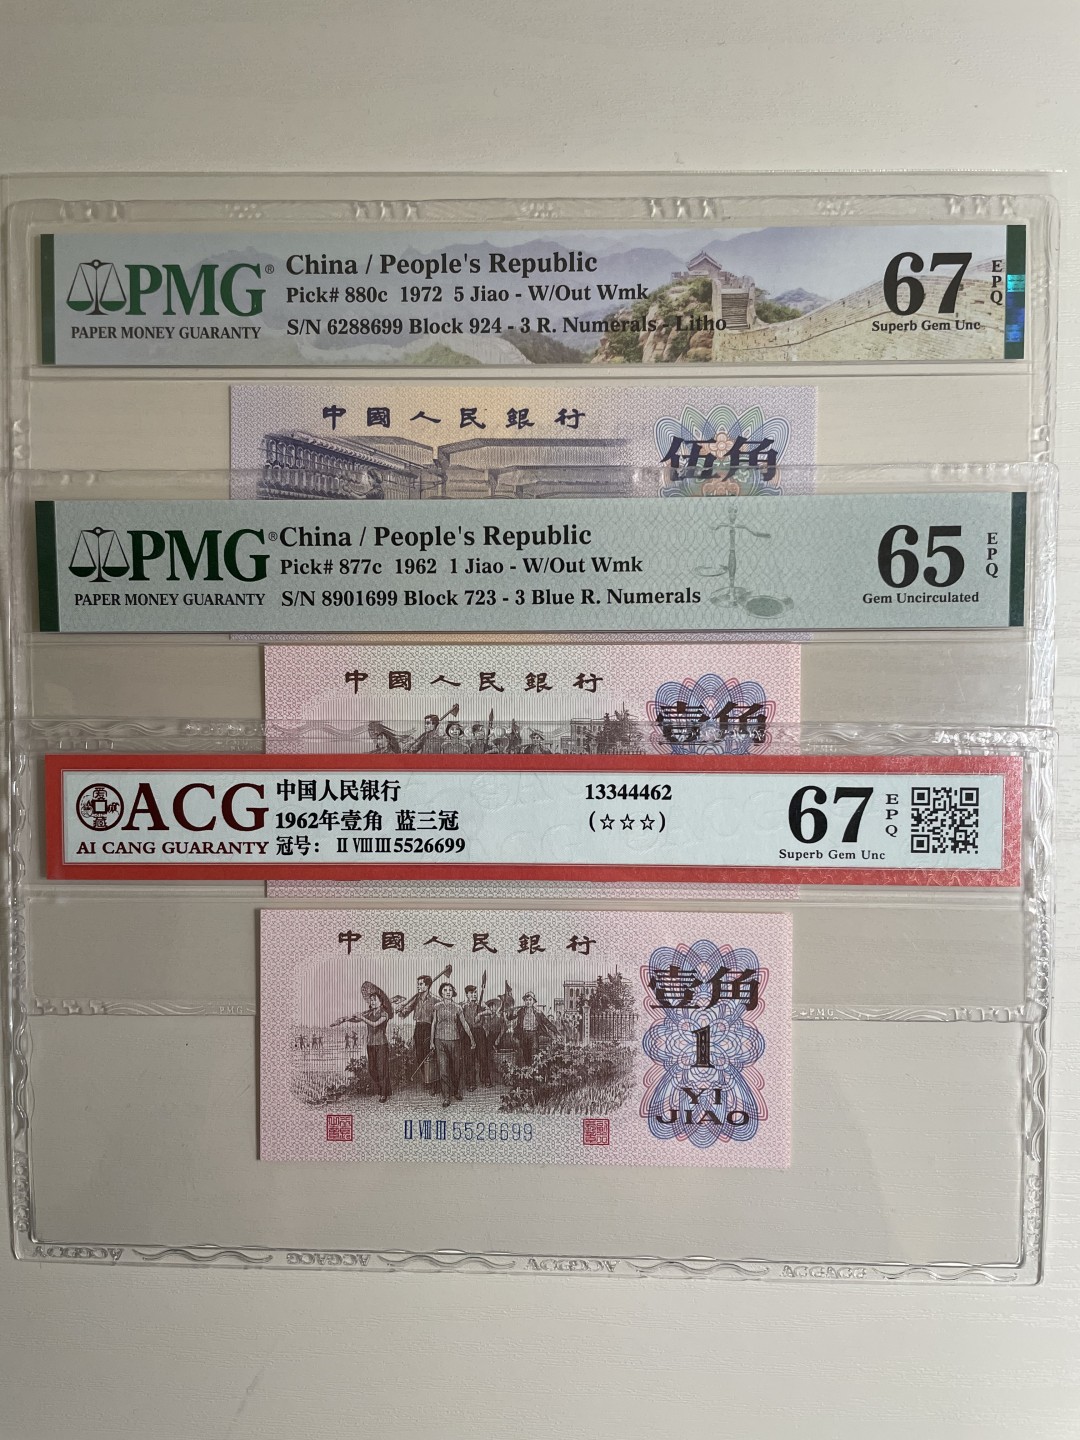 PMG®
PAPER MONEY GUARANTY
China / People's Republic
Pick# 880c 1972 5 Jiao - W/Out Wmk
S/N 6288699 Block 924 - 3 R. Numerals - Litho
67
EPQ
Superb Gem Unc
中國人民銀行
伍角
PMG®
PAPER MONEY GUARANTY
China / People's Republic
Pick# 877c 1962 1 Jiao - W/Out Wmk
S/N 8901699 Block 723 - 3 Blue R. Numerals
65
EPQ
Gem Uncirculated
中國人民銀行
壹角
ACG
AI CANG GUARANTY
中国人民银行
1962年壹角 蓝三冠
冠号: Ⅱ Ⅷ Ⅲ 5526699
13344462
(☆☆☆)
67
EPQ
Superb Gem Unc
中國人民銀行
壹角
1
YI
JIAO
Ⅱ Ⅷ Ⅲ 5526699
PMG
PMG
ACGACG